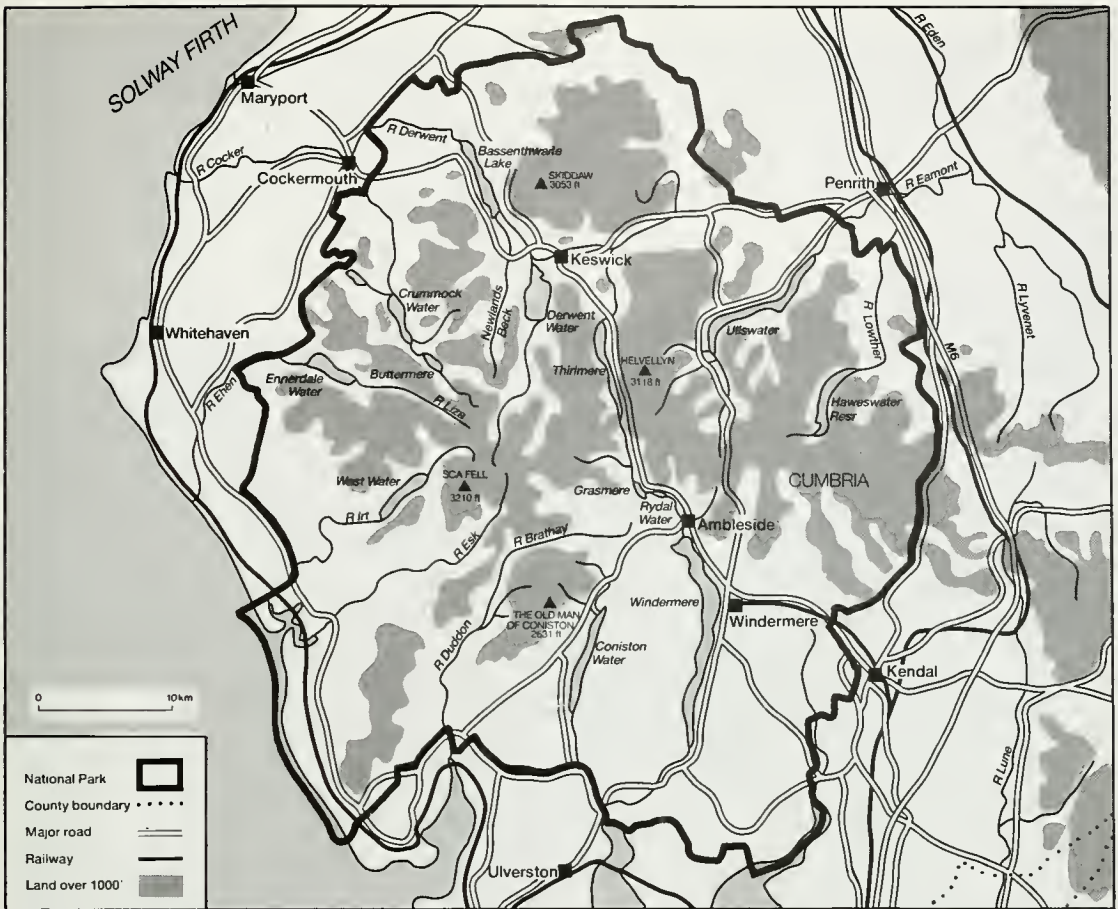 SOLWAY FIRTH
Maryport
R Eden
R Derwent
R Cocker
Cockermouth
Bassenthwaite
Lake
SKIDDAW
3053 ft
Penrith
R Eamont
Keswick
Crummock
Water
Newlands
Beck
Derwent
Water
Ullswater
R Lowther
R Lyvenet
M6
Whitehaven
R Ehen
Ennerdale
Water
Buttermere
R Liza
Thirlmere
HELVELLYN
3118 ft
Haweswater
Resr
Wast Water
SCA FELL
3210 ft
CUMBRIA
Grasmere
Rydal
Water
Ambleside
R Irt
R Esk
R Brathay
THE OLD MAN
OF CONISTON
2631 ft
Windermere
Windermere
R Duddon
Coniston
Water
Kendal
R Lune
Ulverston
0 10km
National Park
County boundary
Major road
Railway
Land over 1000'